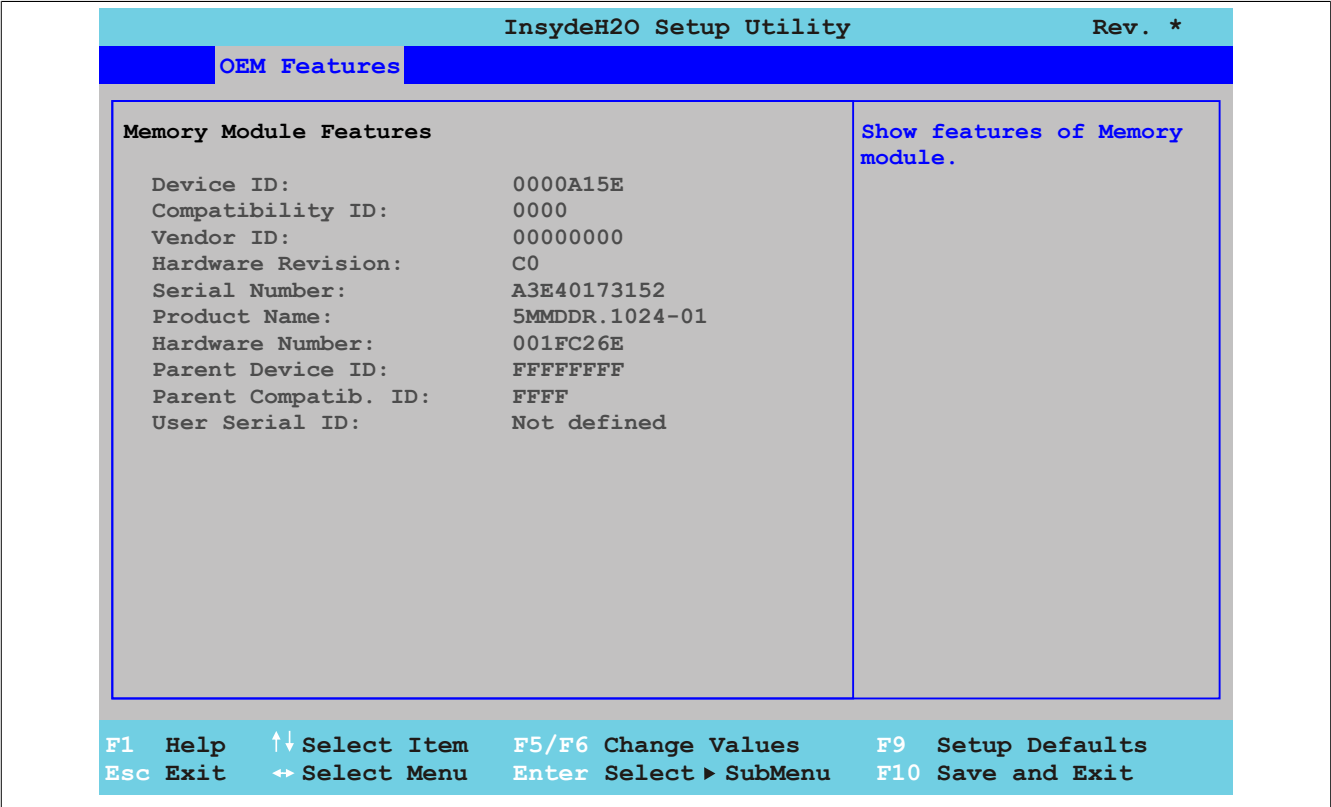 InsydeH2O Setup Utility Rev. *
OEM Features
Memory Module Features
Show features of Memory
module.
Device ID: 0000A15E
Compatibility ID: 0000
Vendor ID: 00000000
Hardware Revision: C0
Serial Number: A3E40173152
Product Name: 5MMDDR.1024-01
Hardware Number: 001FC26E
Parent Device ID: FFFFFFFF
Parent Compatib. ID: FFFF
User Serial ID: Not defined
F1 Help ↑↓ Select Item F5/F6 Change Values F9 Setup Defaults
Esc Exit ↔ Select Menu Enter Select ▶ SubMenu F10 Save and Exit